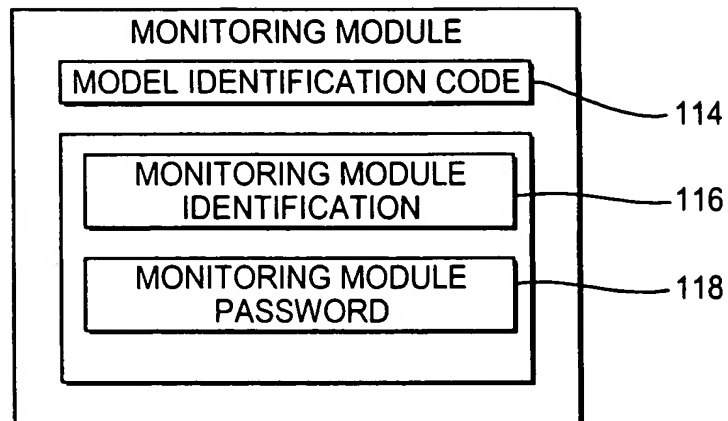 MONITORING MODULE
MODEL IDENTIFICATION CODE
114
MONITORING MODULE
IDENTIFICATION
116
MONITORING MODULE
PASSWORD
118